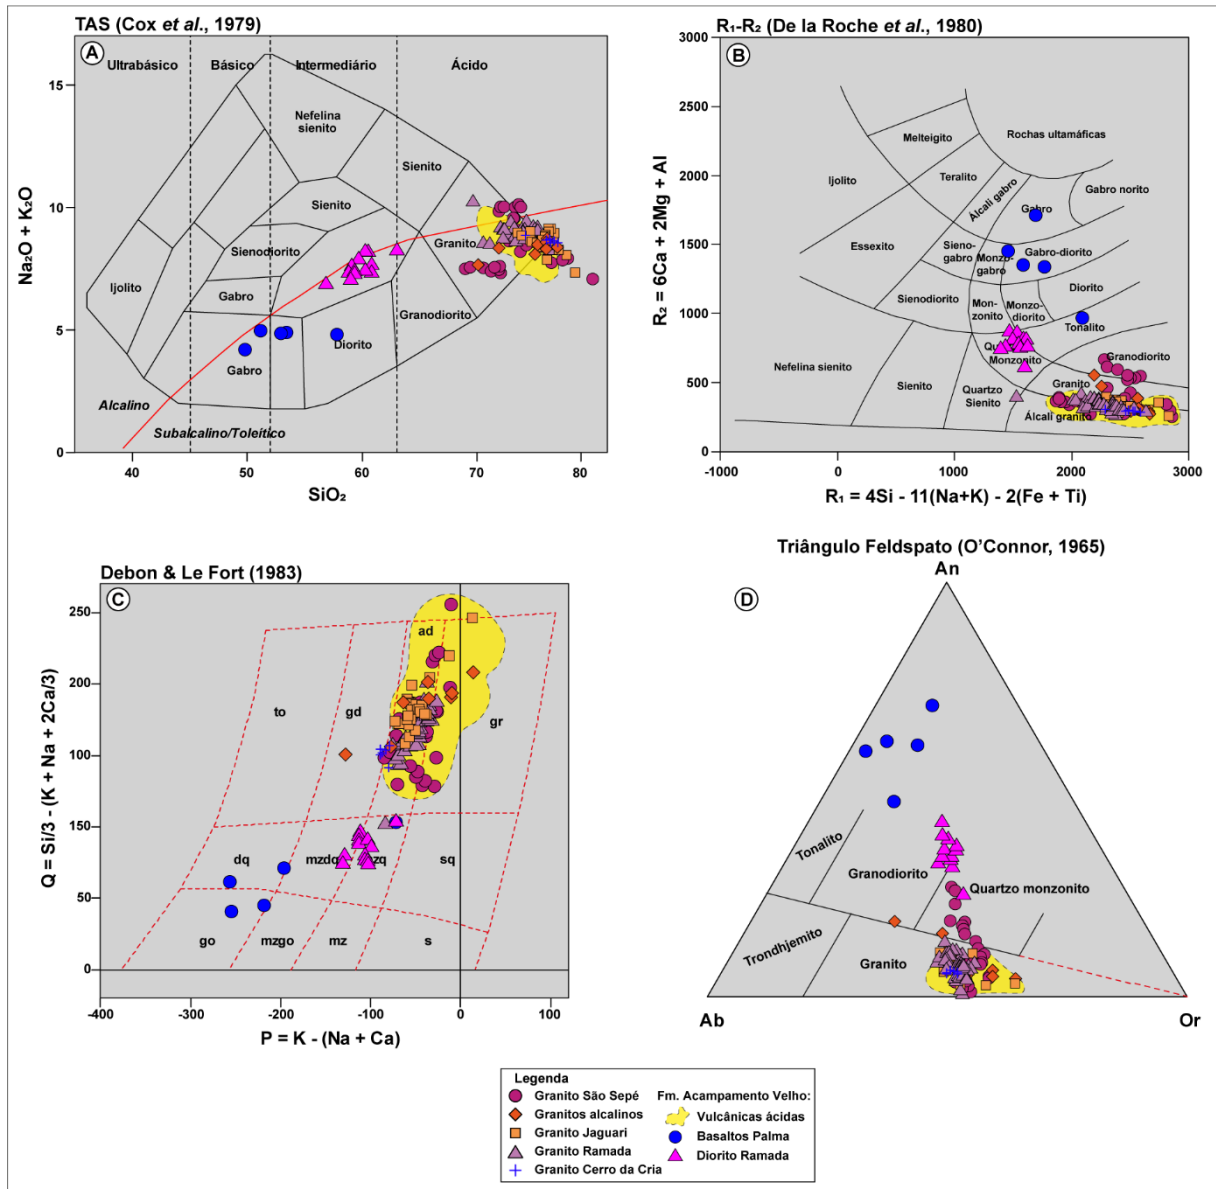 TAS (Cox et al., 1979)
A
Ultrabásico
Básico
Intermediário
Ácido
Nefelina
sienito
Sienito
Sienito
Granito
Sienodiorito
Ijolito
Gabro
Granodiorito
Diorito
Gabro
Alcalino
Subalcalino/Toleítico
15
10
5
0
40
50
60
70
80
Na₂O + K₂O
SiO₂
R₁-R₂ (De la Roche et al., 1980)
B
3000
2500
2000
1500
1000
500
0
-1000
0
1000
2000
3000
Rochas ultamáficas
Melteigito
Ijolito
Teralito
Álcali gabro
Gabro norito
Gabro
Essexito
Sieno-
gabro
Monzo-
gabro
Gabro-diorito
Sienodiorito
Mon-
zonito
Monzo-
diorito
Diorito
Tonalito
Qu
Monzonito
Granodiorito
Nefelina sienito
Sienito
Quartzo
Sienito
Granito
Álcali granito
R₂ = 6Ca + 2Mg + Al
R₁ = 4Si - 11(Na+K) - 2(Fe + Ti)
Debon & Le Fort (1983)
C
250
200
100
150
50
0
-400
-300
-200
-100
0
100
ad
to
gd
gr
dq
mzdq
zq
sq
go
mzgo
mz
s
Q = Si/3 - (K + Na + 2Ca/3)
P = K - (Na + Ca)
Triângulo Feldspato (O'Connor, 1965)
An
D
Tonalito
Granodiorito
Quartzo monzonito
Trondhjemito
Granito
Ab
Or
Legenda
Granito São Sepé
Granitos alcalinos
Granito Jaguari
Granito Ramada
Granito Cerro da Cria
Fm. Acampamento Velho:
Vulcânicas ácidas
Basaltos Palma
Diorito Ramada